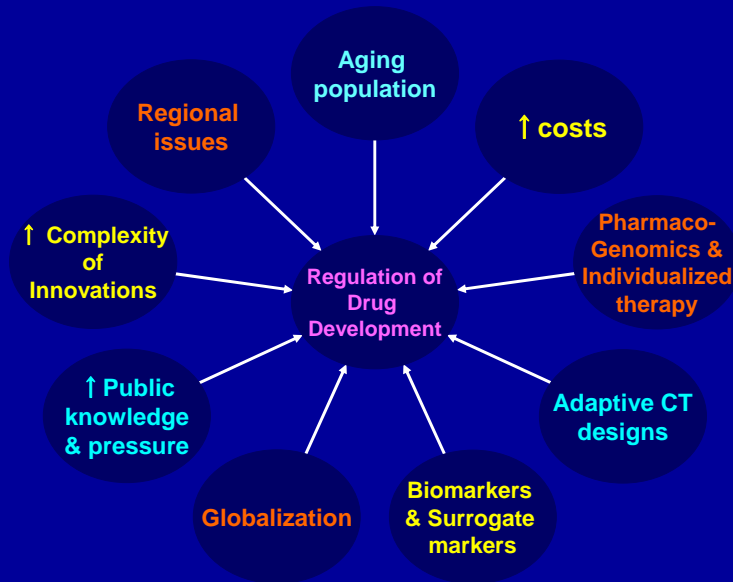 Aging
population
↑ costs
Pharmaco-
Genomics &
Individualized
therapy
Adaptive CT
designs
Biomarkers
& Surrogate
markers
Globalization
↑ Public
knowledge
& pressure
↑ Complexity
of
Innovations
Regional
issues
Regulation of
Drug
Development